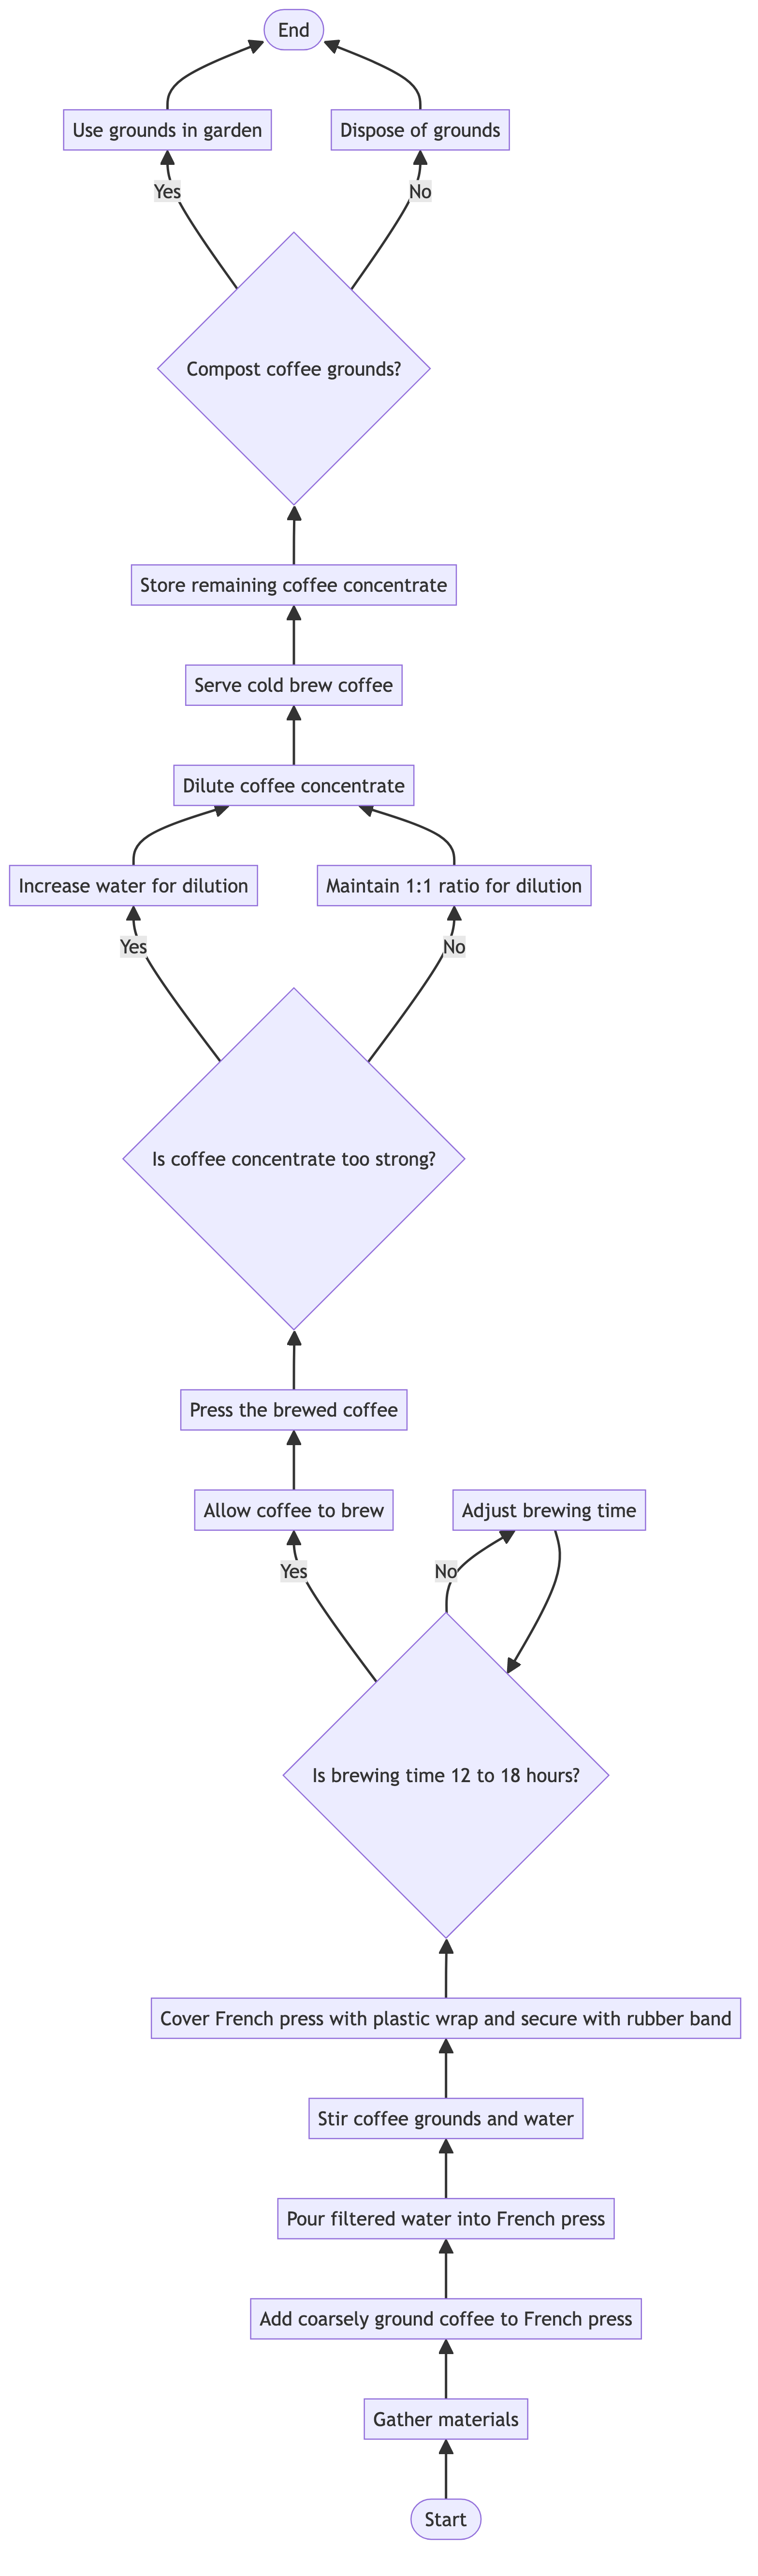 End
Use grounds in garden
Dispose of grounds
Yes
No
Compost coffee grounds?
Store remaining coffee concentrate
Serve cold brew coffee
Dilute coffee concentrate
Increase water for dilution
Maintain 1:1 ratio for dilution
Yes
No
Is coffee concentrate too strong?
Press the brewed coffee
Allow coffee to brew
Adjust brewing time
Yes
No
Is brewing time 12 to 18 hours?
Cover French press with plastic wrap and secure with rubber band
Stir coffee grounds and water
Pour filtered water into French press
Add coarsely ground coffee to French press
Gather materials
Start